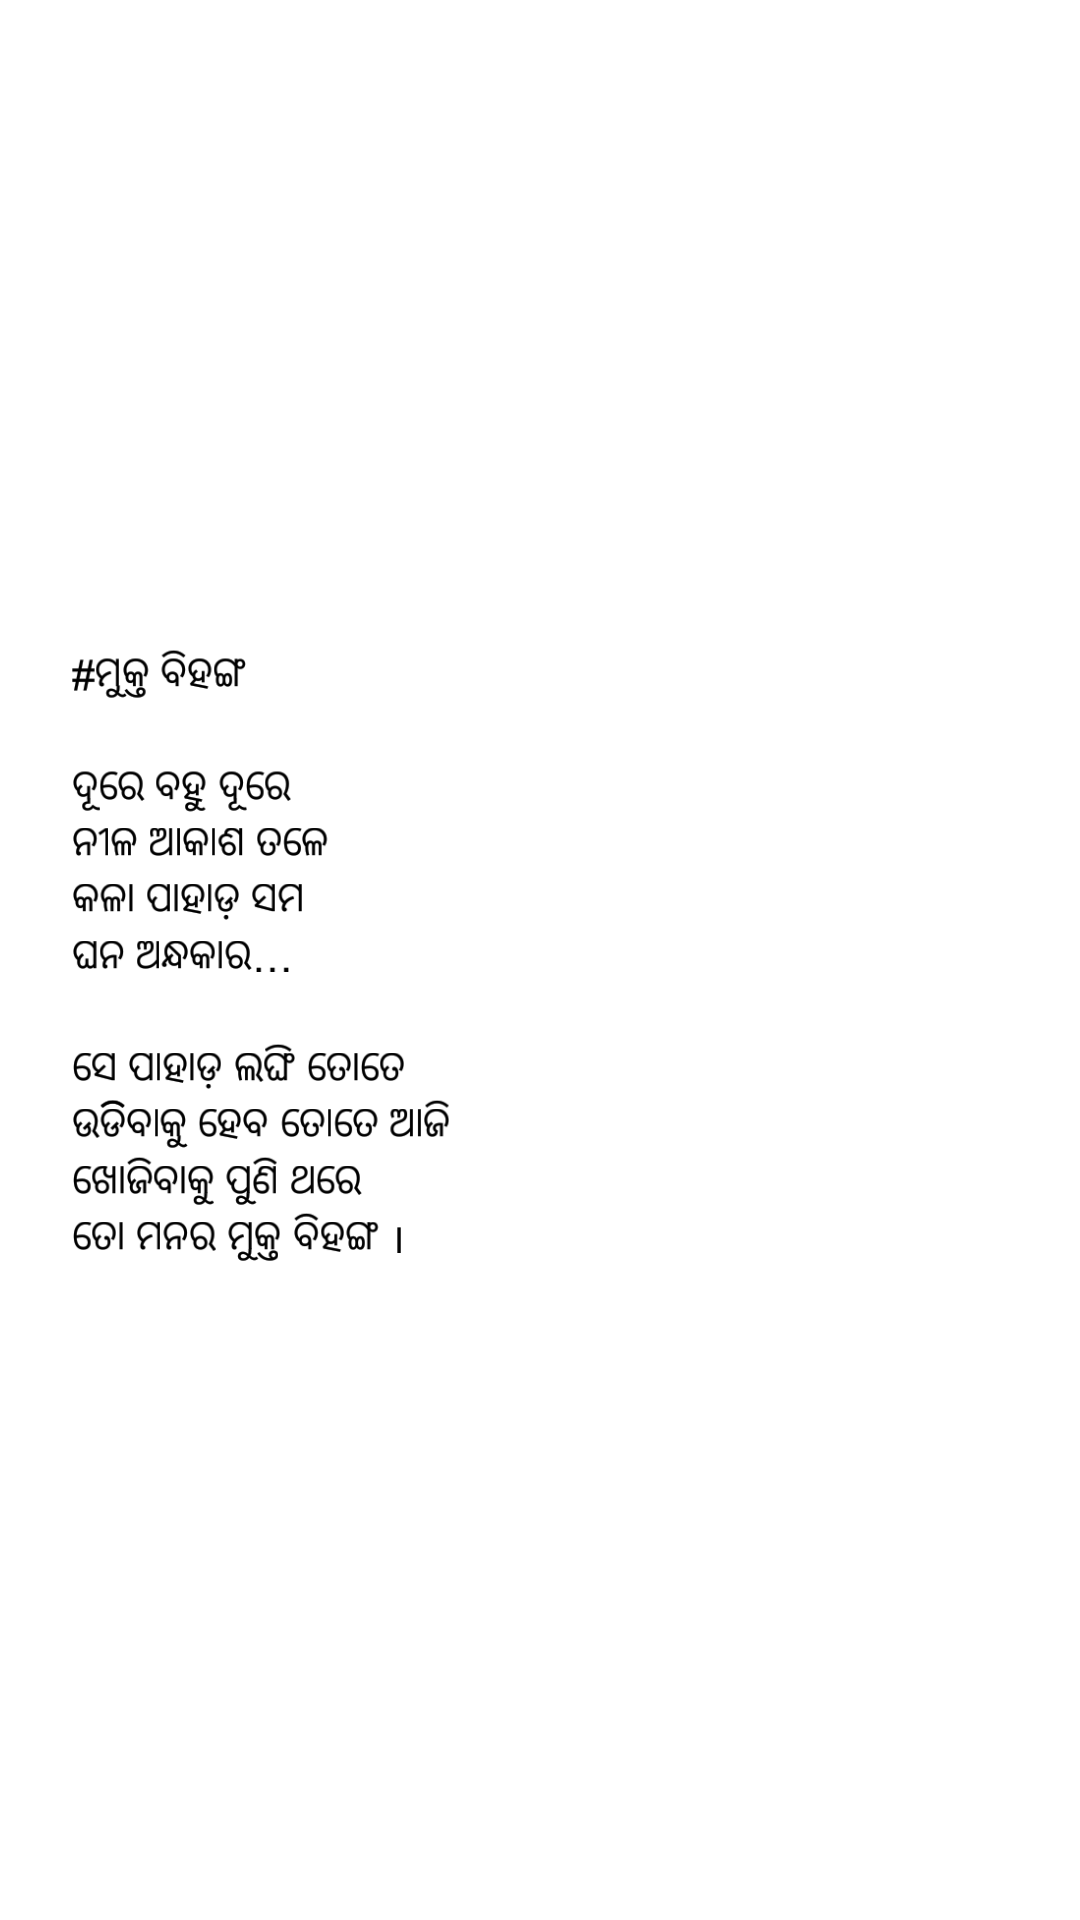 #ମୁକ୍ତ ବିହଙ୍ଗ
ଦୂରେ ବହୁ ଦୂରେ
ନୀଳ ଆକାଶ ତଳେ
କଳା ପାହାଡ଼ ସମ
ଘନ ଅନ୍ଧକାର...
ସେ ପାହାଡ଼ ଲଙ୍ଘି ତୋତେ
ଉଡିବାକୁ ହେବ ତୋତେ ଆଜି
ଖୋଜିବାକୁ ପୁଣି ଥରେ
ତୋ ମନର ମୁକ୍ତ ବିହଙ୍ଗ ।